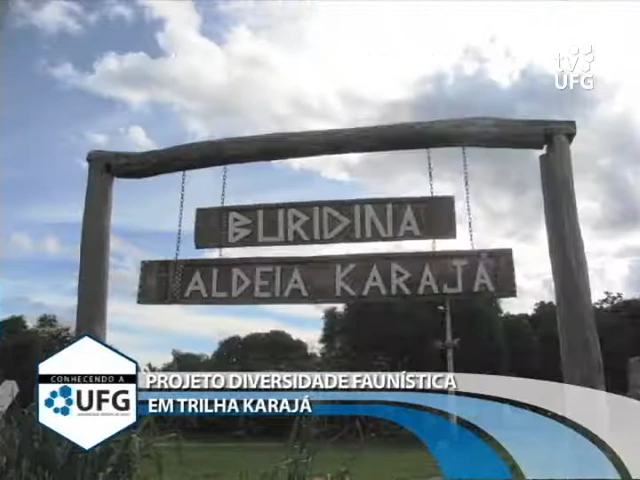 tv
UFG
BURIDINA
ALDEIA KARAJÁ
CONHECENDO A
UFG
PROJETO DIVERSIDADE FAUNÍSTICA
EM TRILHA KARAJÁ